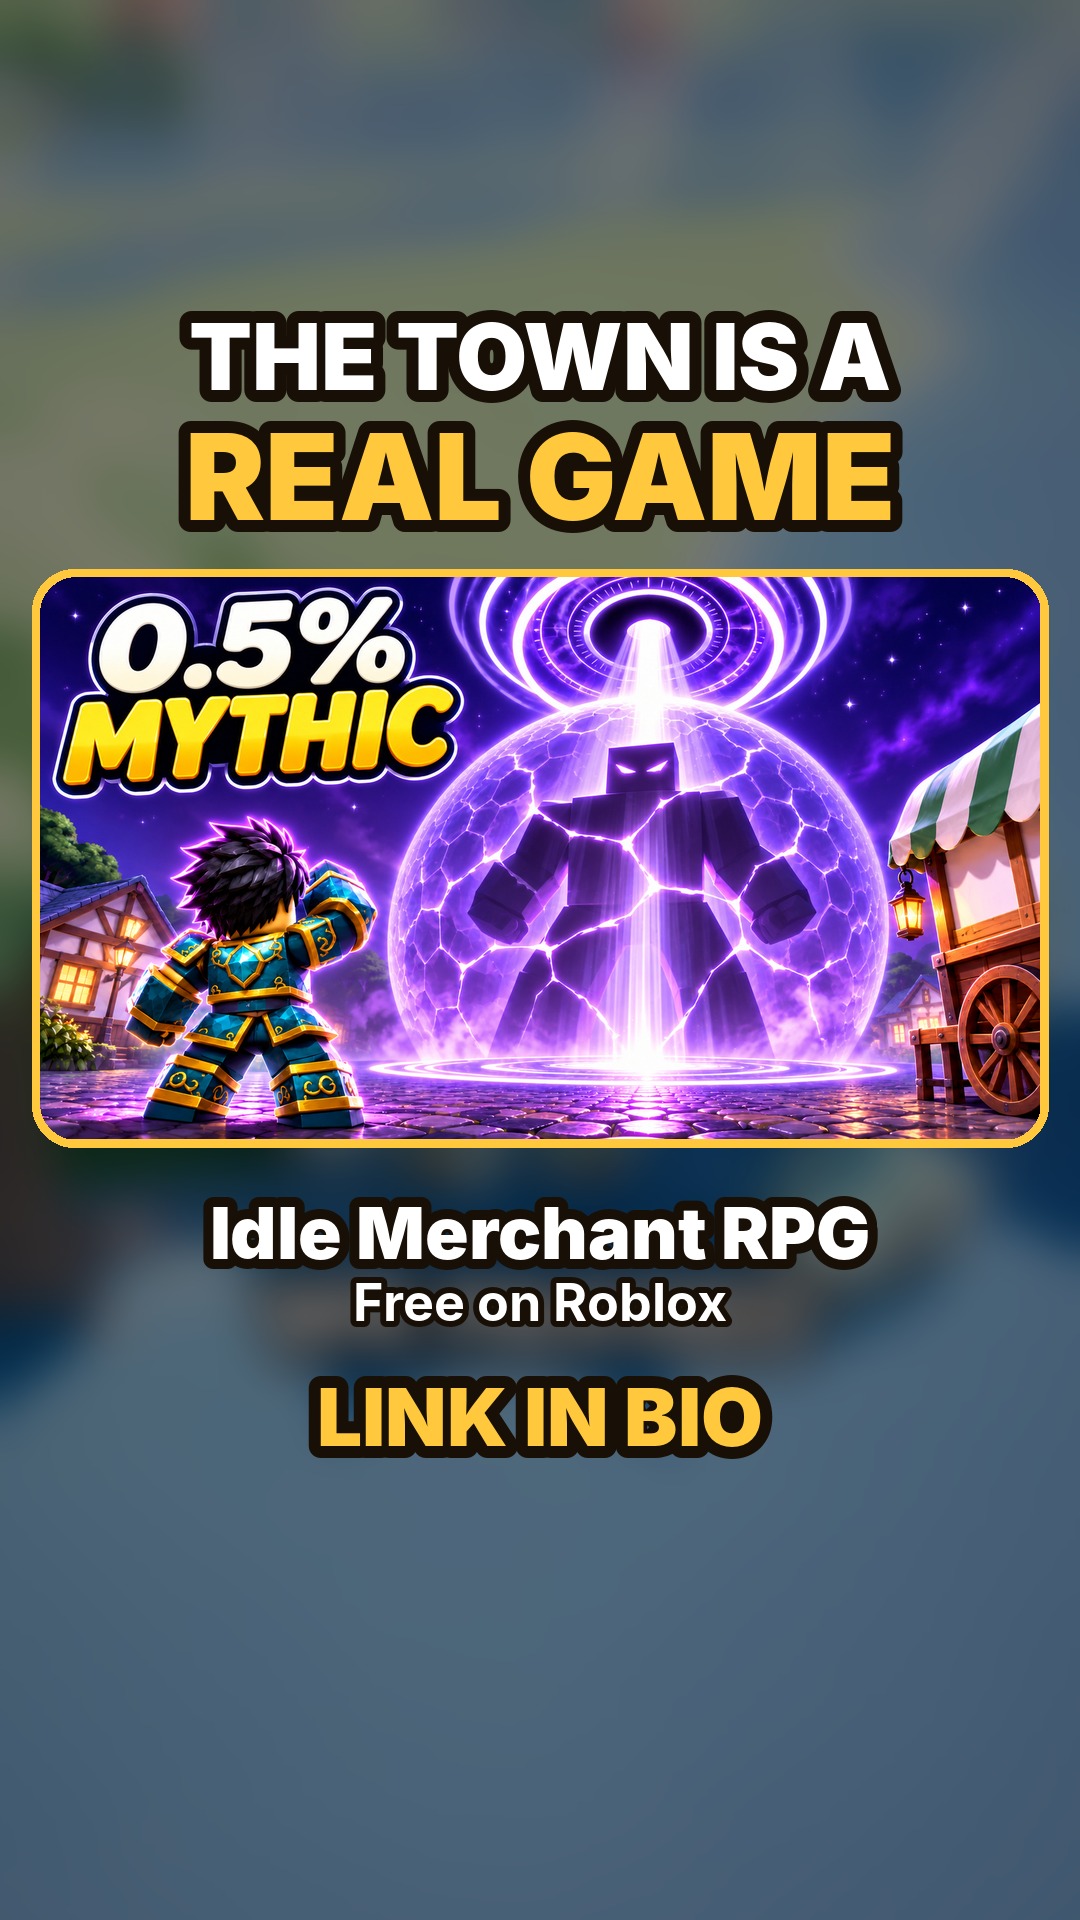 THE TOWN IS A
REAL GAME
0.5%
MYTHIC
Idle Merchant RPG
Free on Roblox
LINK IN BIO